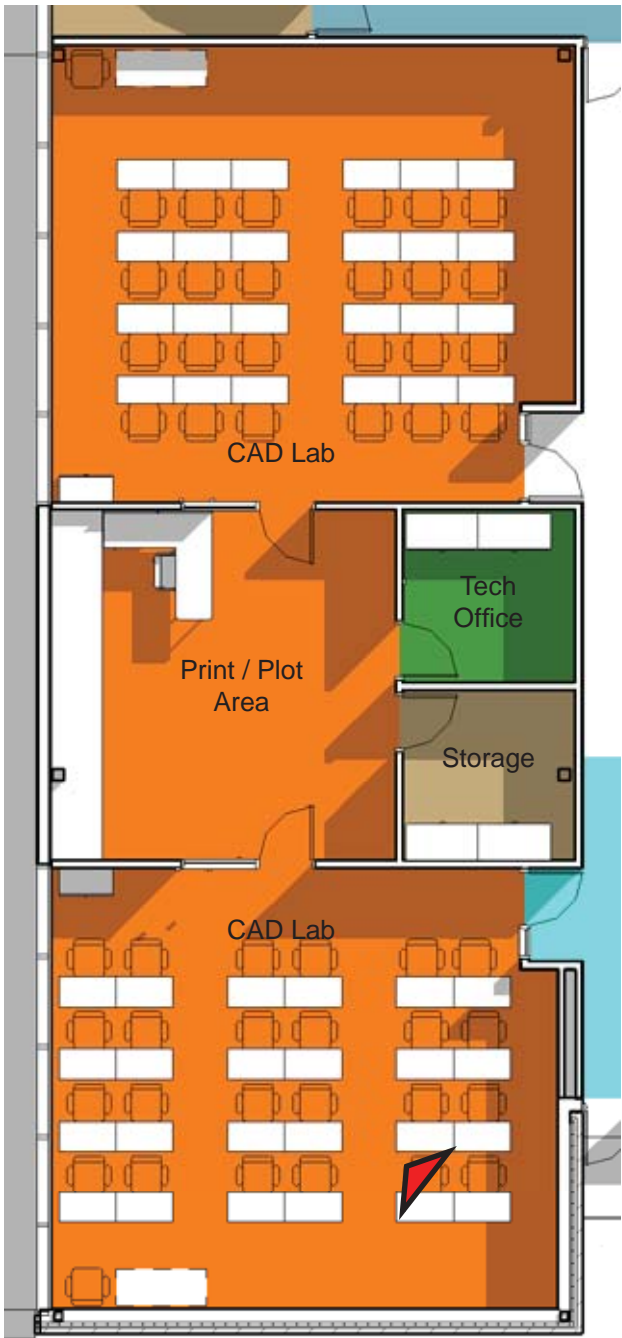 CAD Lab
Tech
Office
Print / Plot
Area
Storage
CAD Lab